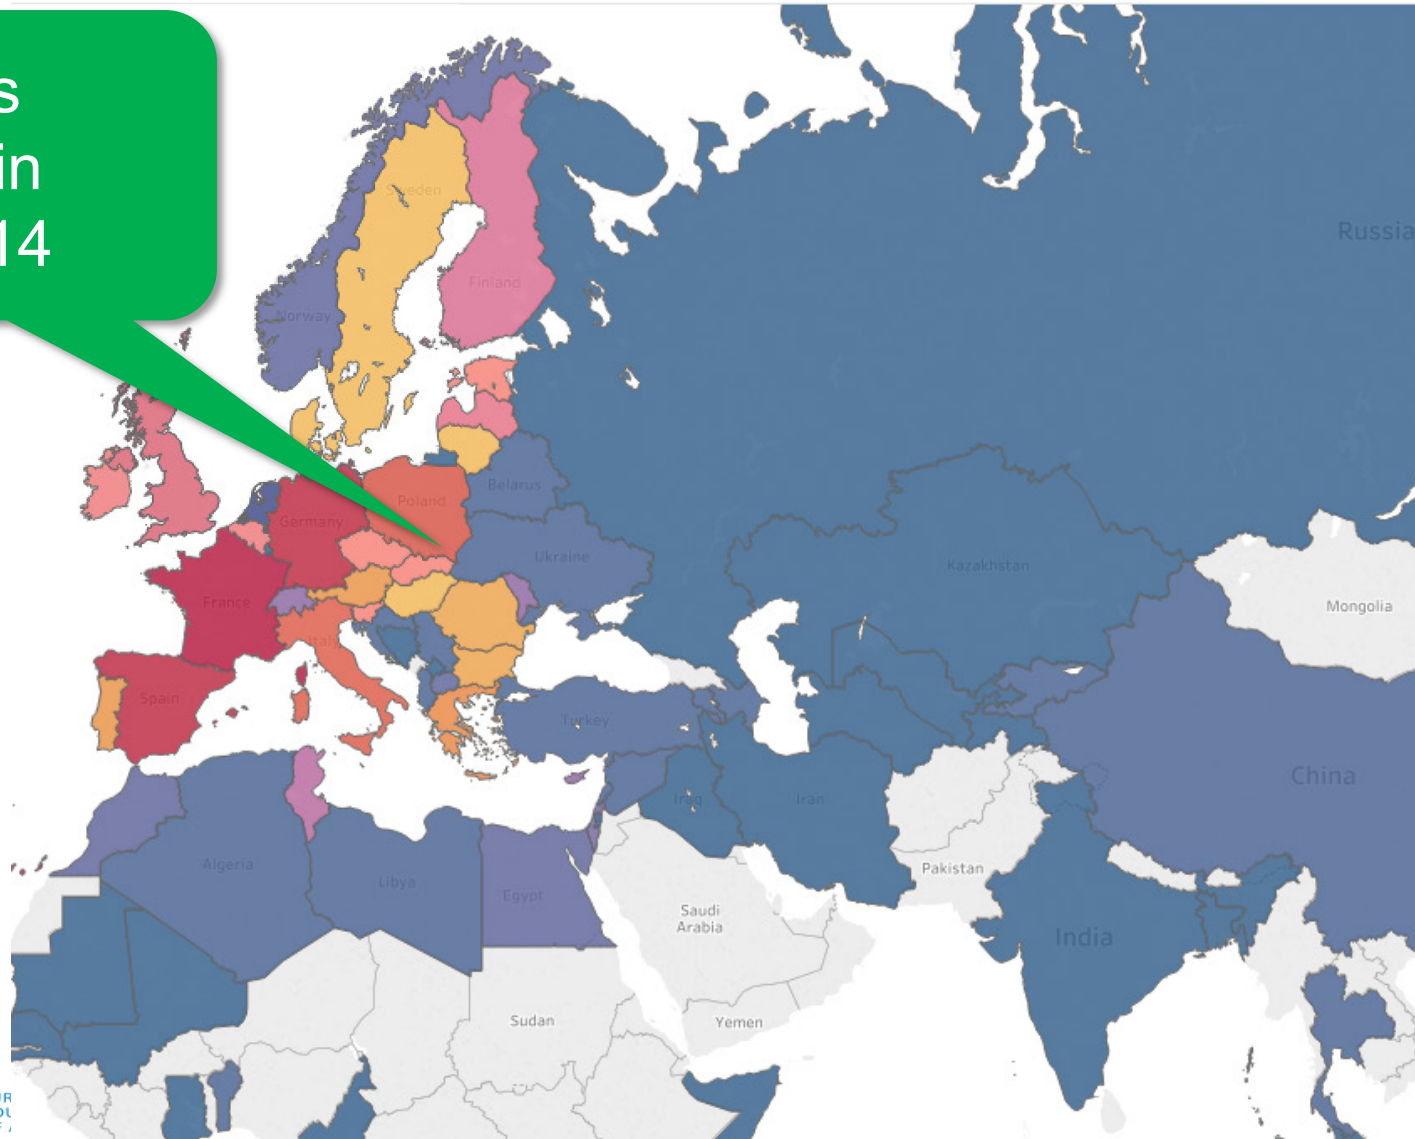 s
in
14
Russia
Sweden
Finland
Norway
Belarus
Poland
Germany
Ukraine
Kazakhstan
France
Mongolia
Italy
Spain
Turkey
China
Iraq
Iran
Algeria
Libya
Egypt
Pakistan
Saudi
Arabia
India
Sudan
Yemen